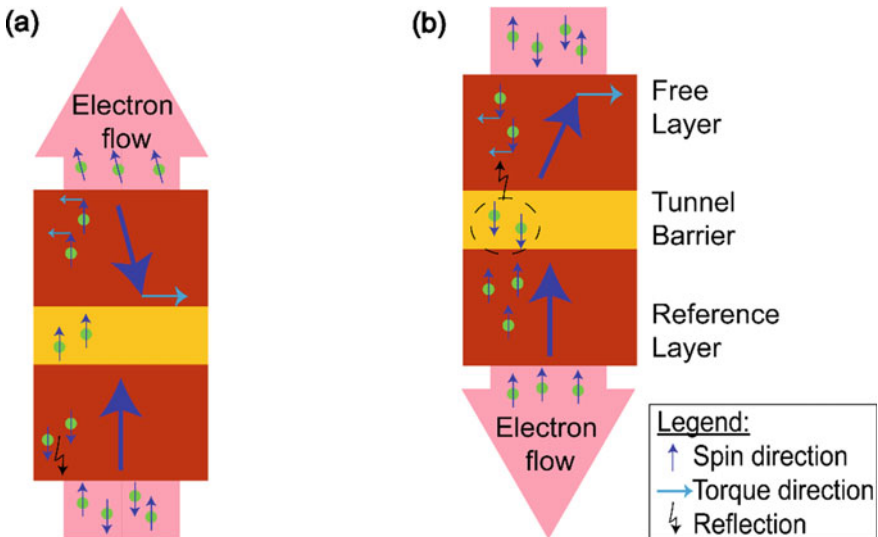 (a)
Electron
flow
(b)
Free
Layer
Tunnel
Barrier
Reference
Layer
Electron
flow
Legend:
Spin direction
Torque direction
Reflection